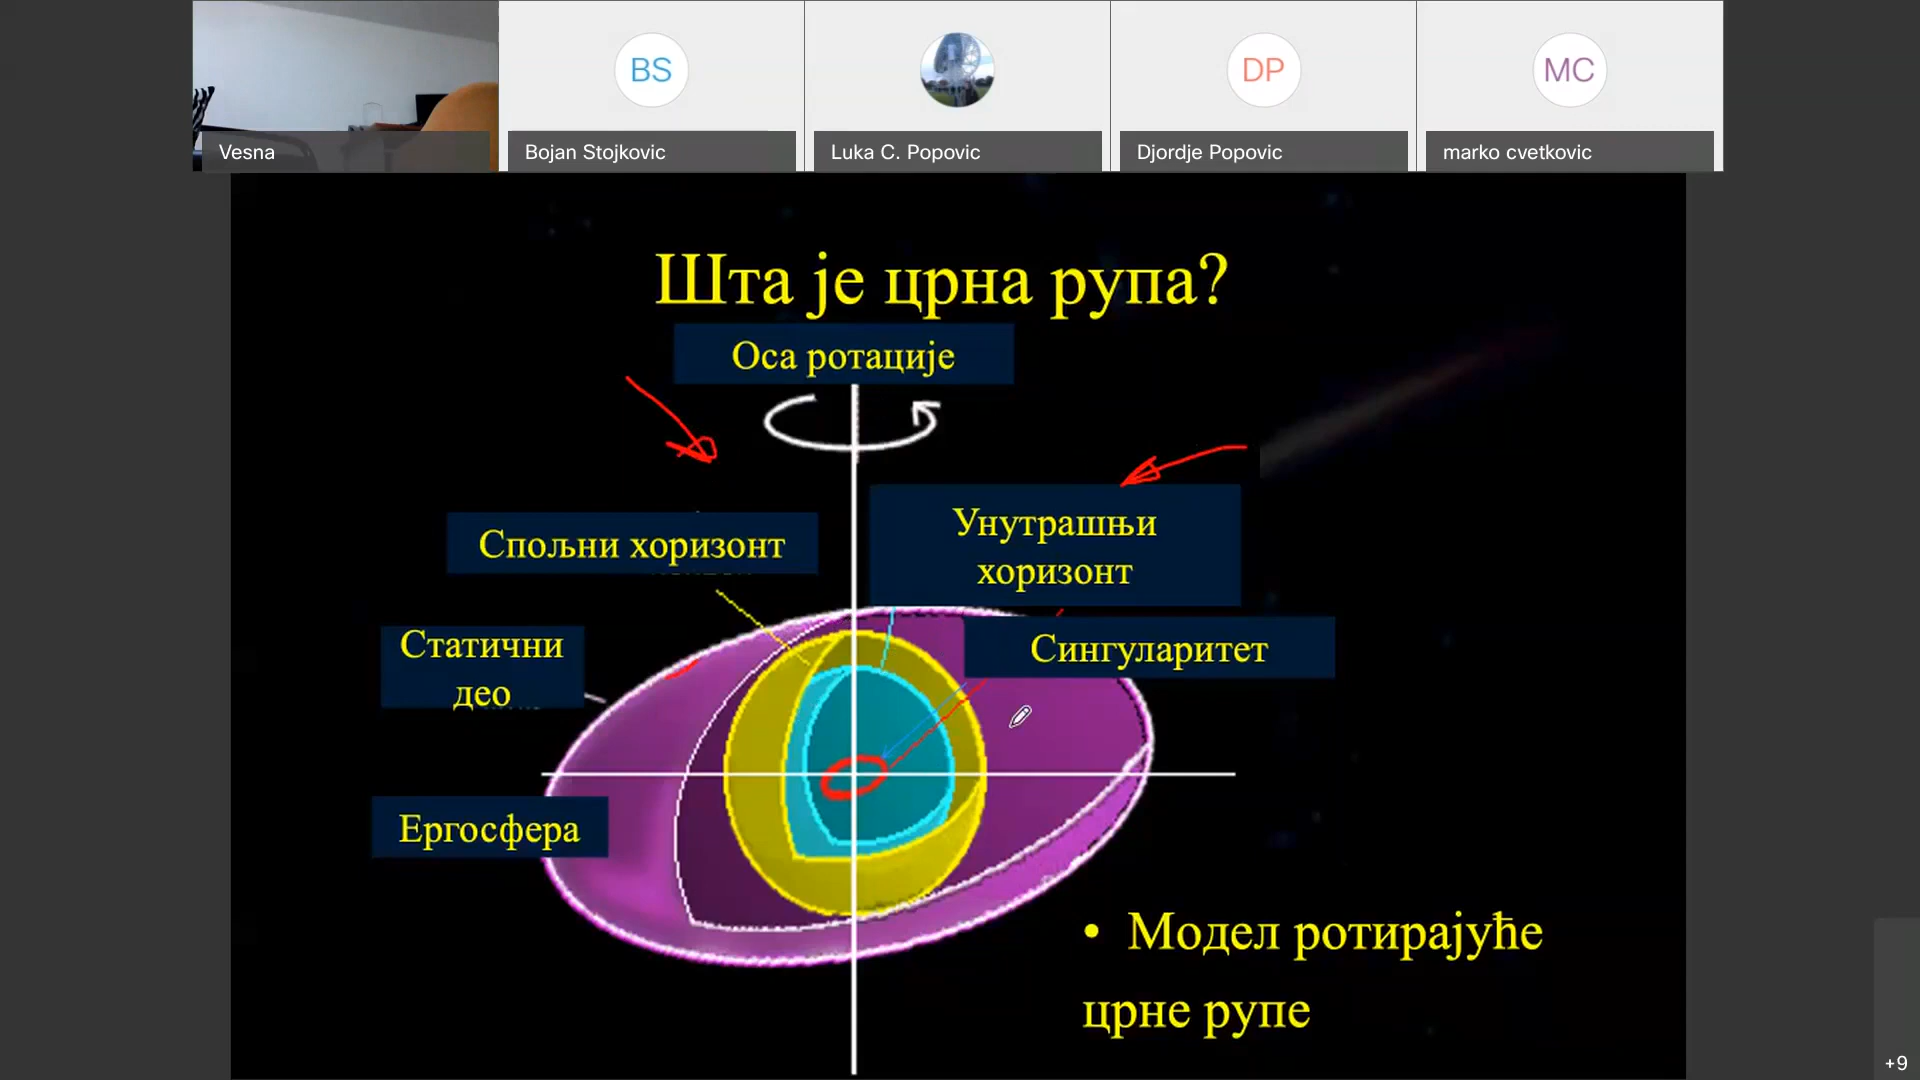 BS
DP
MC
Vesna
Bojan Stojkovic
Luka C. Popovic
Djordje Popovic
marko cvetkovic
Шта је црна рупа?
Оса ротације
Спољни хоризонт
Унутрашњи
хоризонт
Статични
део
Сингуларитет
Ергосфера
• Модел ротирајуће
црне рупе
+9